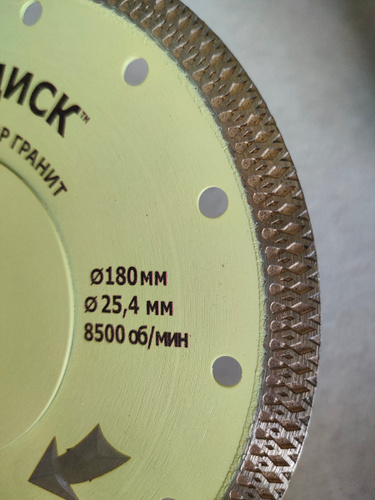 ДИСК™
Р ГРАНИТ
⌀180 мм
⌀ 25,4 мм
8500 об/мин